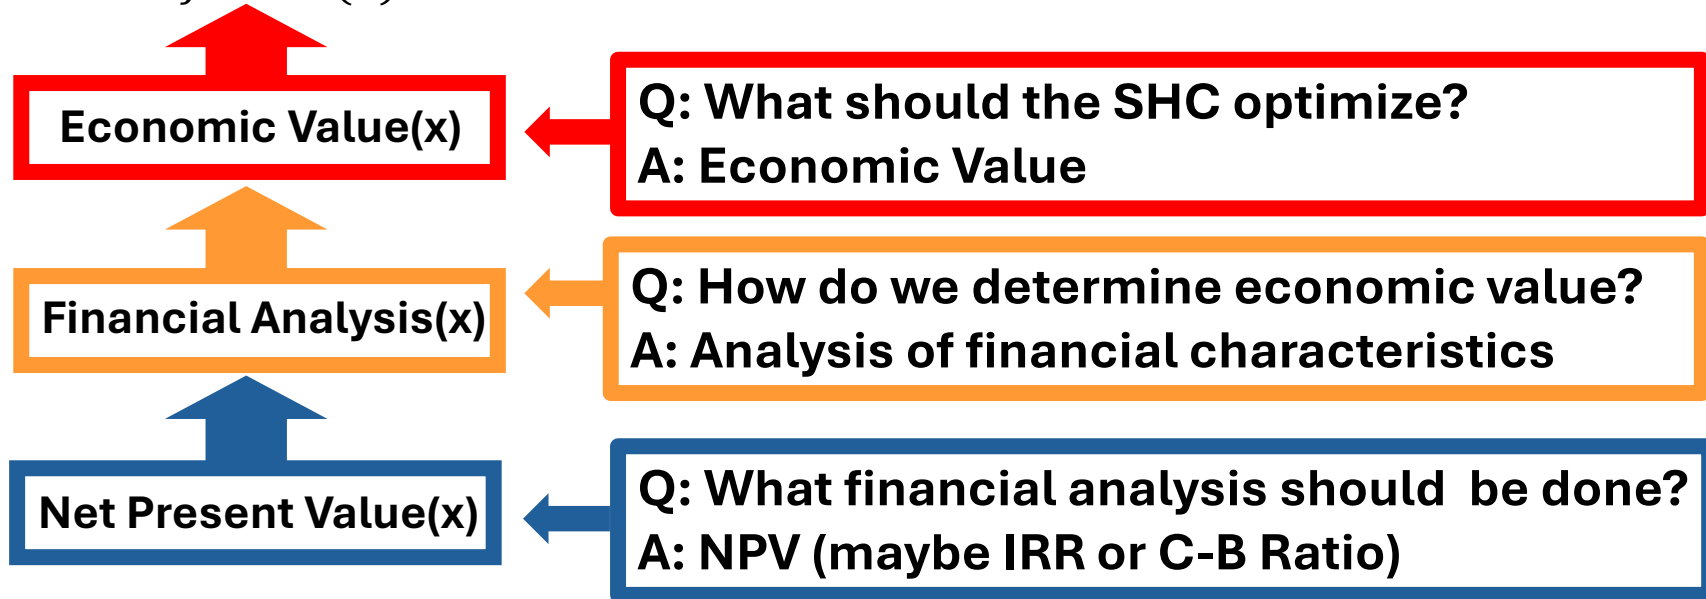 Economic Value(x)
Q: What should the SHC optimize?
A: Economic Value
Financial Analysis(x)
Q: How do we determine economic value?
A: Analysis of financial characteristics
Net Present Value(x)
Q: What financial analysis should  be done?
A: NPV (maybe IRR or C-B Ratio)